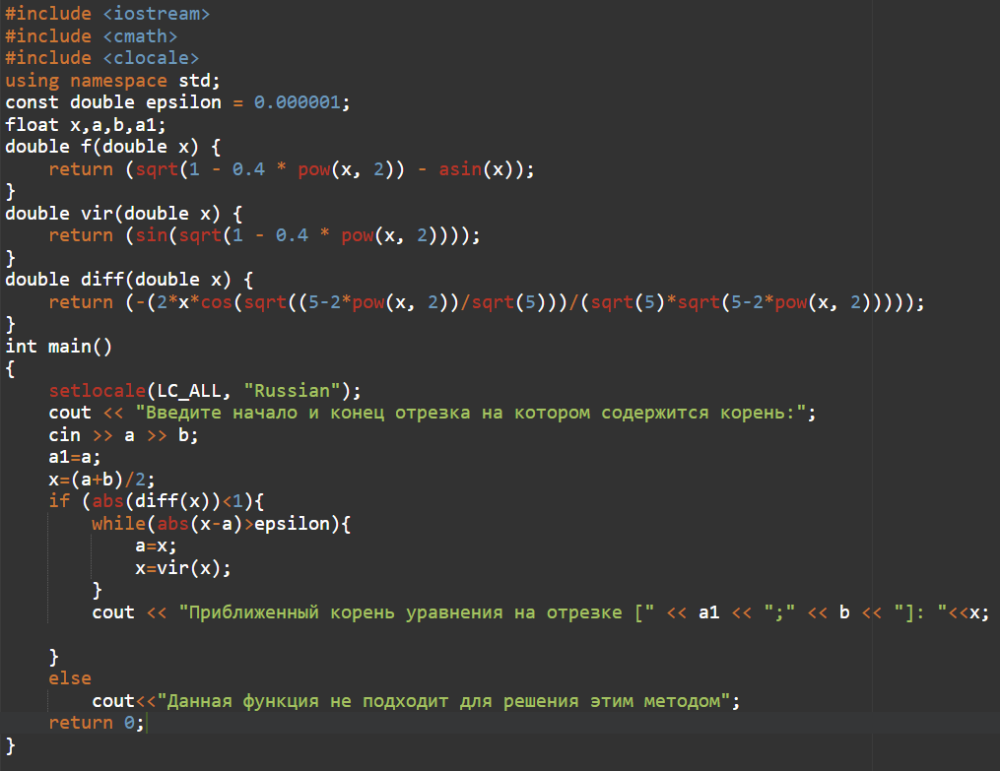 #include <iostream>
#include <cmath>
#include <clocale>
using namespace std;
const double epsilon = 0.000001;
float x,a,b,a1;
double f(double x) {
    return (sqrt(1 - 0.4 * pow(x, 2)) - asin(x));
}
double vir(double x) {
    return (sin(sqrt(1 - 0.4 * pow(x, 2))));
}
double diff(double x) {
    return (-(2*x*cos(sqrt((5-2*pow(x, 2))/sqrt(5)))/(sqrt(5)*sqrt(5-2*pow(x, 2)))));
}
int main()
{
    setlocale(LC_ALL, "Russian");
    cout << "Введите начало и конец отрезка на котором содержится корень:";
    cin >> a >> b;
    a1=a;
    x=(a+b)/2;
    if (abs(diff(x))<1){
        while(abs(x-a)>epsilon){
            a=x;
            x=vir(x);
        }
        cout << "Приближенный корень уравнения на отрезке [" << a1 << ";" << b << "]: "<<x;
    }
    else
        cout<<"Данная функция не подходит для решения этим методом";
    return 0;
}